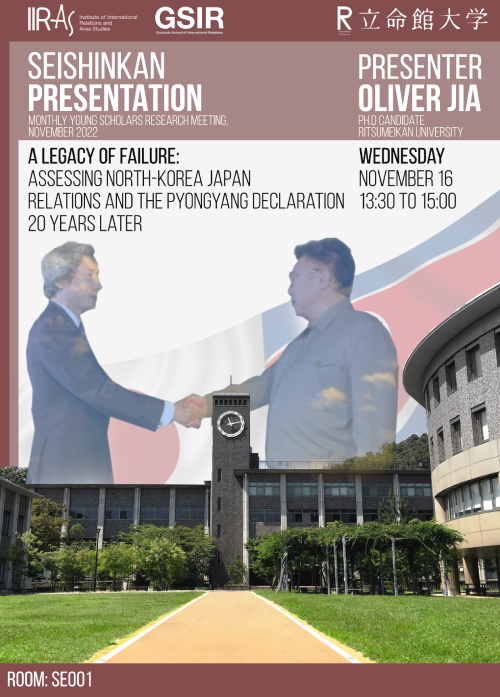 IIRAS Institute of International
Relations and
Area Studies
GSIR
Graduate School of International Relations
R 立命館大学
SEISHINKAN
PRESENTATION
MONTHLY YOUNG SCHOLARS RESEARCH MEETING,
NOVEMBER 2022
PRESENTER
OLIVER JIA
PH.D CANDIDATE
RITSUMEIKAN UNIVERSITY
A LEGACY OF FAILURE:
ASSESSING NORTH-KOREA JAPAN
RELATIONS AND THE PYONGYANG DECLARATION
20 YEARS LATER
WEDNESDAY
NOVEMBER 16
13:30 TO 15:00
ROOM: SE001